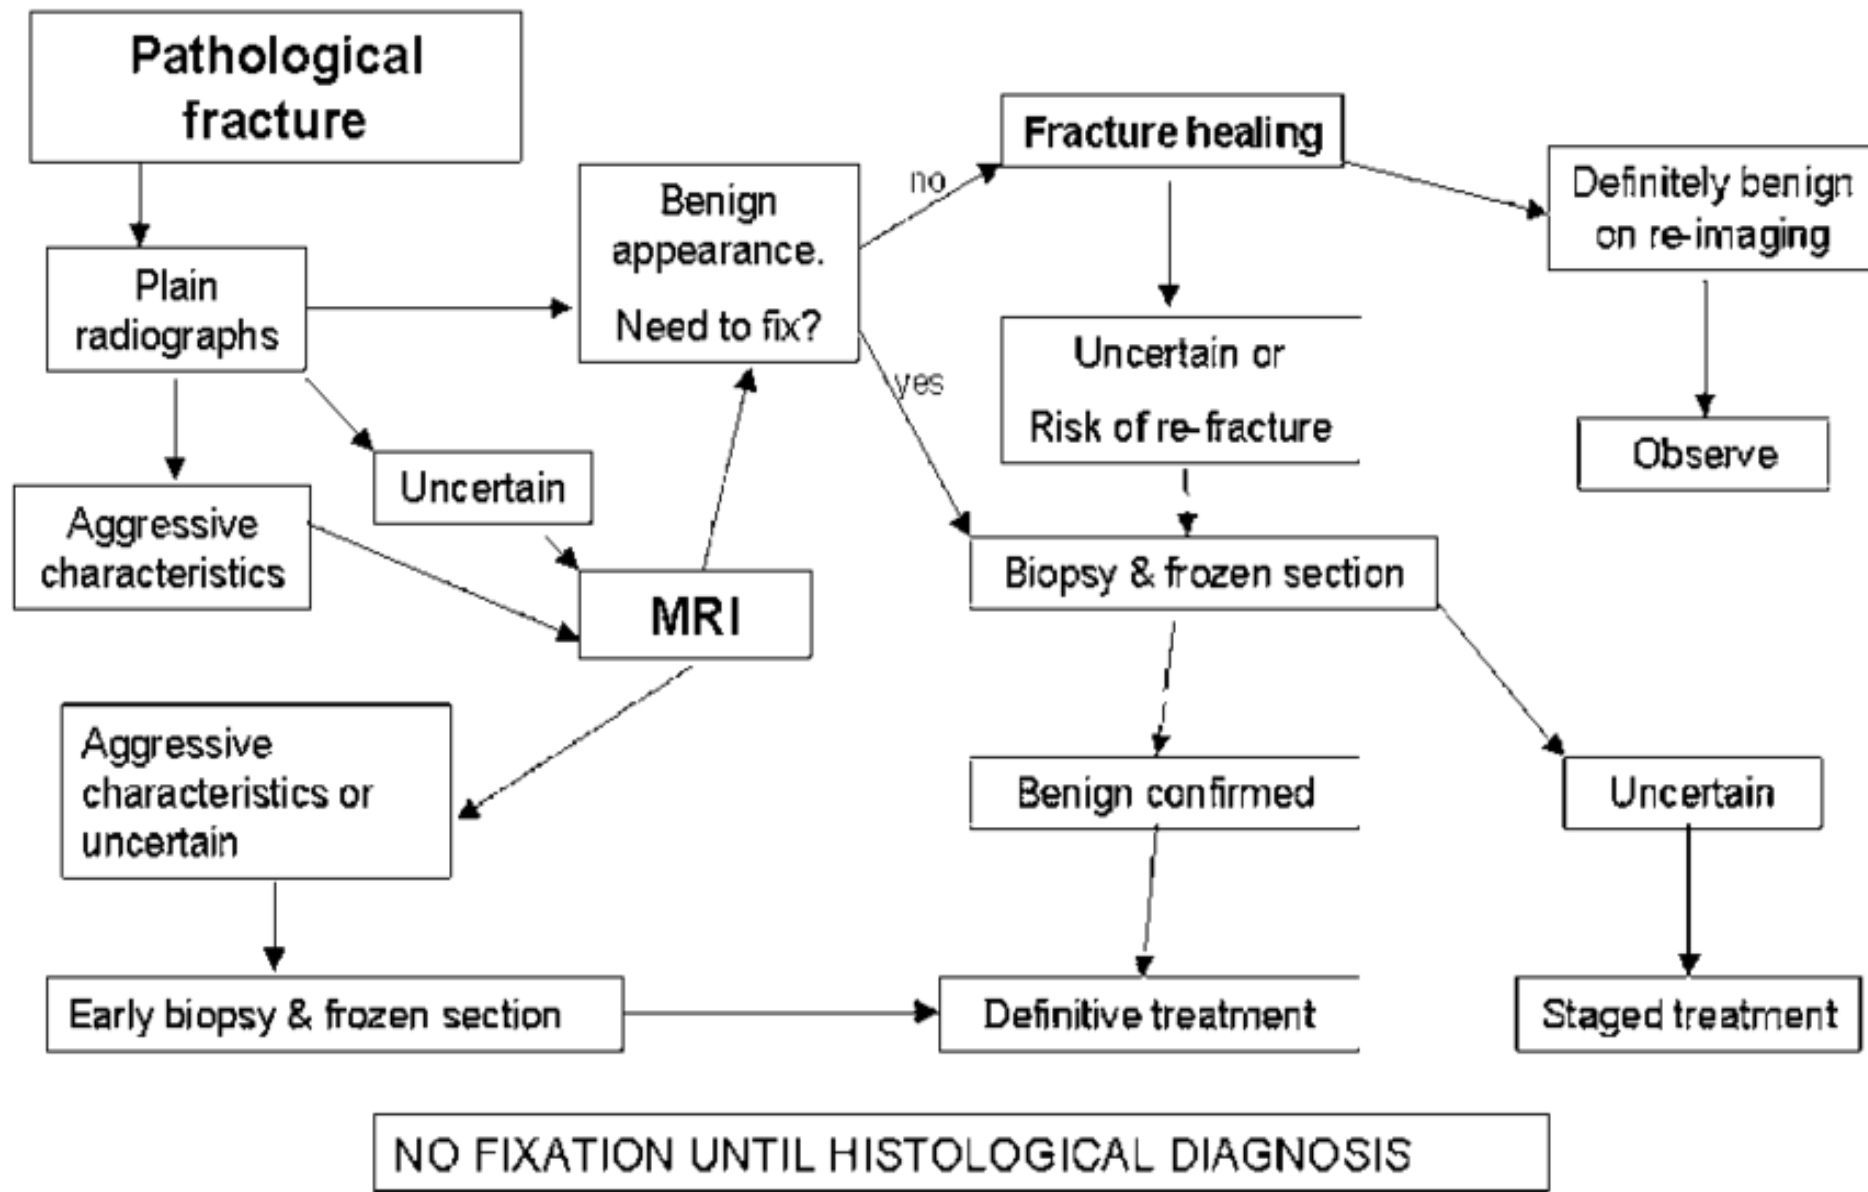 Pathological
fracture
Plain
radiographs
Aggressive
characteristics
Uncertain
MRI
Benign
appearance.
Need to fix?
no
yes
Fracture healing
Definitely benign
on re-imaging
Observe
Uncertain or
Risk of re-fracture
Biopsy & frozen section
Benign confirmed
Uncertain
Aggressive
characteristics or
uncertain
Early biopsy & frozen section
Definitive treatment
Staged treatment
NO FIXATION UNTIL HISTOLOGICAL DIAGNOSIS